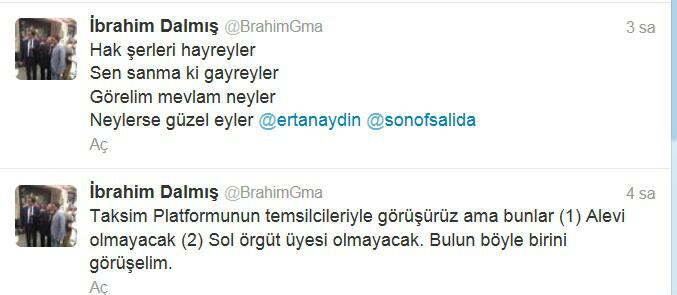 İbrahim Dalmış @BrahimGma 3 sa
Hak şerleri hayreyler
Sen sanma ki gayreyler
Görelim mevlam neyler
Neylerse güzel eyler @ertanaydin @sonofsalida
Aç
İbrahim Dalmış @BrahimGma 4 sa
Taksim Platformunun temsilcileriyle görüşürüz ama bunlar (1) Alevi
olmayacak (2) Sol örgüt üyesi olmayacak. Bulun böyle birini
görüşelim.
Aç